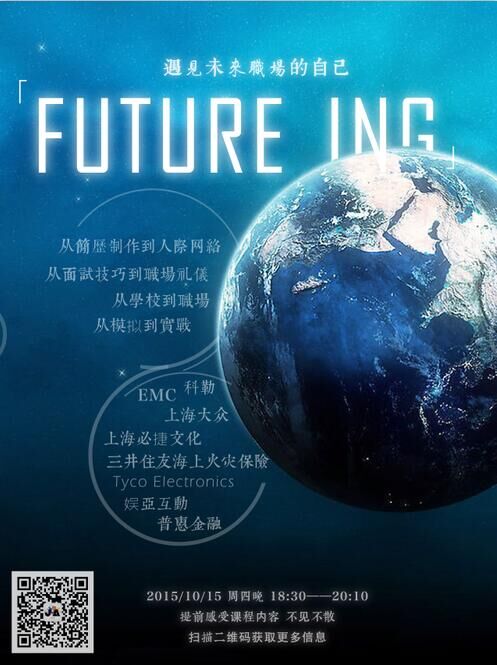 遇見未來職場的自己
「FUTURE ING」
从簡歷制作到人際网絡
从面試技巧到職場礼儀
从學校到職場
从模拟到實戰
EMC 科勒
上海大众
上海必捷文化
三井住友海上火灾保險
Tyco Electronics
娱亞互動
普惠金融
2015/10/15 周四晚 18:30——20:10
提前感受課程内容 不見不散
扫描二维码获取更多信息